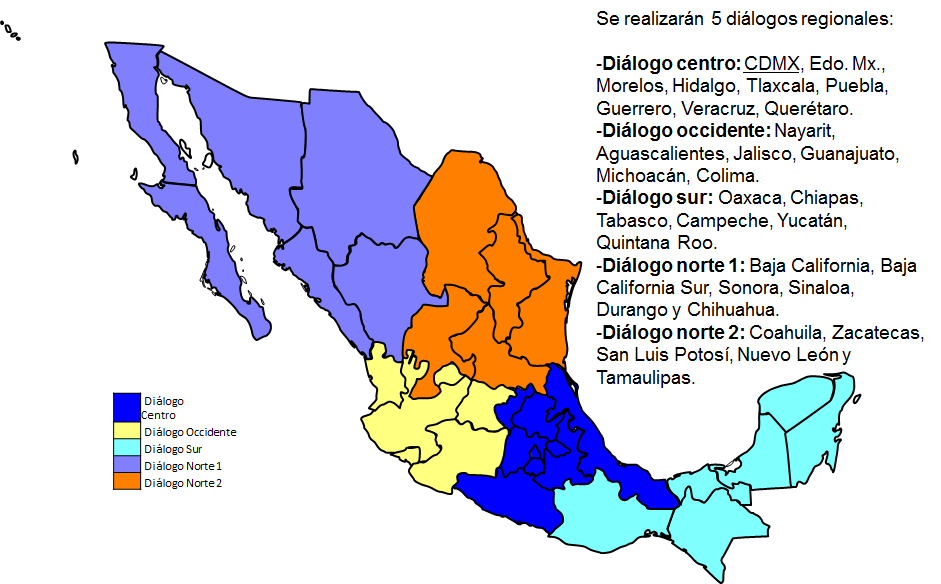 Se realizarán 5 diálogos regionales:
-Diálogo centro: CDMX, Edo. Mx.,
Morelos, Hidalgo, Tlaxcala, Puebla,
Guerrero, Veracruz, Querétaro.
-Diálogo occidente: Nayarit,
Aguascalientes, Jalisco, Guanajuato,
Michoacán, Colima.
-Diálogo sur: Oaxaca, Chiapas,
Tabasco, Campeche, Yucatán,
Quintana Roo.
-Diálogo norte 1: Baja California, Baja
California Sur, Sonora, Sinaloa,
Durango y Chihuahua.
-Diálogo norte 2: Coahuila, Zacatecas,
San Luis Potosí, Nuevo León y
Tamaulipas.
Diálogo
Centro
Diálogo Occidente
Diálogo Sur
Diálogo Norte 1
Diálogo Norte 2